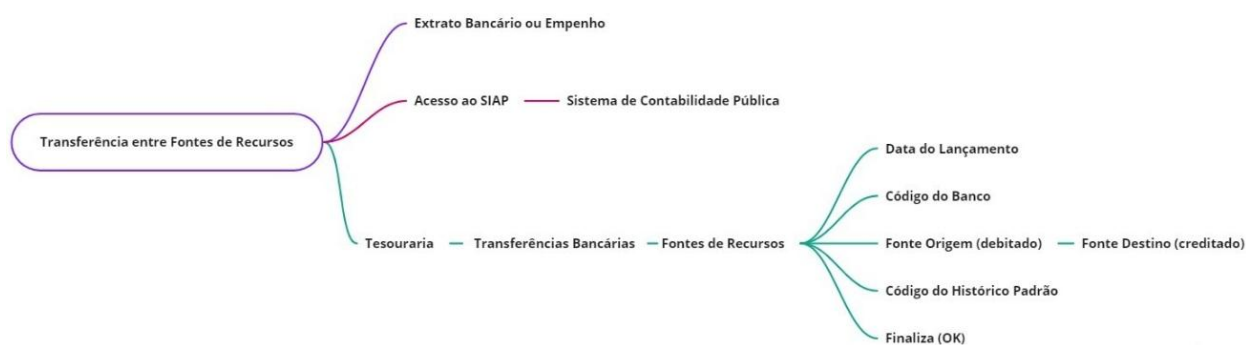 Transferência entre Fontes de Recursos
Extrato Bancário ou Empenho
Acesso ao SIAP
Sistema de Contabilidade Pública
Tesouraria
Transferências Bancárias
Fontes de Recursos
Data do Lançamento
Código do Banco
Fonte Origem (debitado)
Fonte Destino (creditado)
Código do Histórico Padrão
Finaliza (OK)